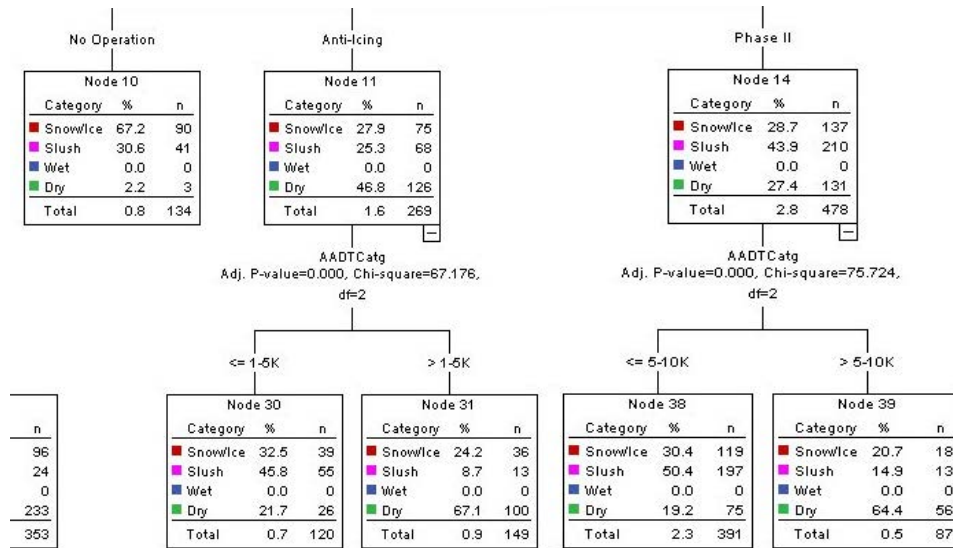 No Operation
Anti-Icing
Phase II
Node 10
Category % n
Snow/Ice 67.2 90
Slush 30.6 41
Wet 0.0 0
Dry 2.2 3
Total 0.8 134
Node 11
Category % n
Snow/Ice 27.9 75
Slush 25.3 68
Wet 0.0 0
Dry 46.8 126
Total 1.6 269
Node 14
Category % n
Snow/Ice 28.7 137
Slush 43.9 210
Wet 0.0 0
Dry 27.4 131
Total 2.8 478
AADTCatg
Adj. P-value=0.000, Chi-square=67.176,
df=2
AADTCatg
Adj. P-value=0.000, Chi-square=75.724,
df=2
<= 1-5K
> 1-5K
<= 5-10K
> 5-10K
n
96
24
0
233
353
Node 30
Category % n
Snow/Ice 32.5 39
Slush 45.8 55
Wet 0.0 0
Dry 21.7 26
Total 0.7 120
Node 31
Category % n
Snow/Ice 24.2 36
Slush 8.7 13
Wet 0.0 0
Dry 67.1 100
Total 0.9 149
Node 38
Category % n
Snow/Ice 30.4 119
Slush 50.4 197
Wet 0.0 0
Dry 19.2 75
Total 2.3 391
Node 39
Category % n
Snow/Ice 20.7 18
Slush 14.9 13
Wet 0.0 0
Dry 64.4 56
Total 0.5 87